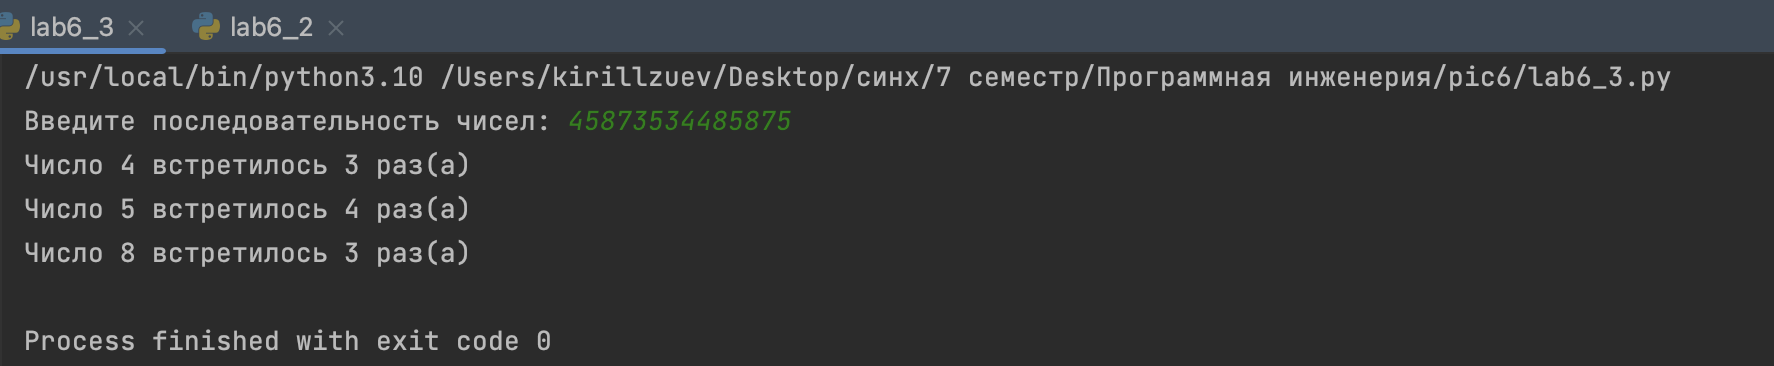 lab6_3 lab6_2
/usr/local/bin/python3.10 /Users/kirillzuev/Desktop/синх/7 семестр/Программная инженерия/pic6/lab6_3.py
Введите последовательность чисел: 45873534485875
Число 4 встретилось 3 раз(а)
Число 5 встретилось 4 раз(а)
Число 8 встретилось 3 раз(а)
Process finished with exit code 0